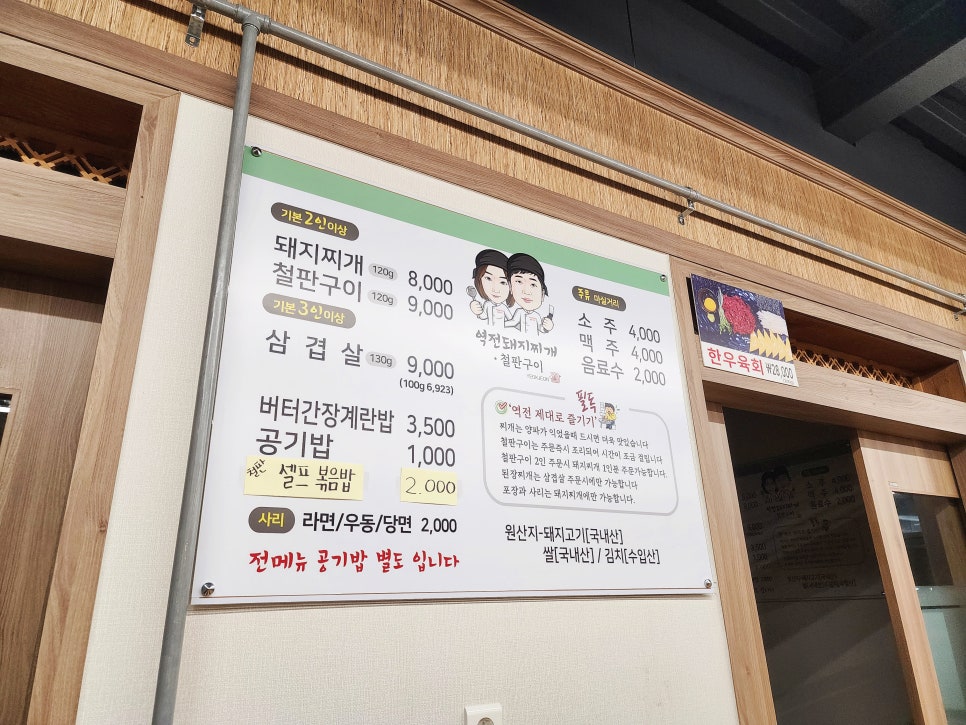 기본 2인이상
돼지찌개 120g 8,000
철판구이 120g 9,000
기본 3인이상
삼겹살 130g 9,000
(100g 6,923)
버터간장계란밥 3,500
공기밥 1,000
철판 셀프 볶음밥 2.000
사리 라면/우동/당면 2,000
전메뉴 공기밥 별도 입니다
역전돼지찌개
·철판구이
주류 마실거리
소 주 4,000
맥 주 4,000
음료수 2,000
필독
'역전 제대로 즐기기'
찌개는 양파가 익었을때 드시면 더욱 맛있습니다
철판구이는 주문즉시 조리되어 시간이 조금 걸립니다
철판구이 2인 주문시 돼지찌개 1인분 주문가능합니다.
된장찌개는 삼겹살 주문시에만 가능합니다
포장과 사리는 돼지찌개에만 가능합니다.
원산지-돼지고기[국내산]
쌀[국내산] / 김치[수입산]
한우육회 ₩28,000